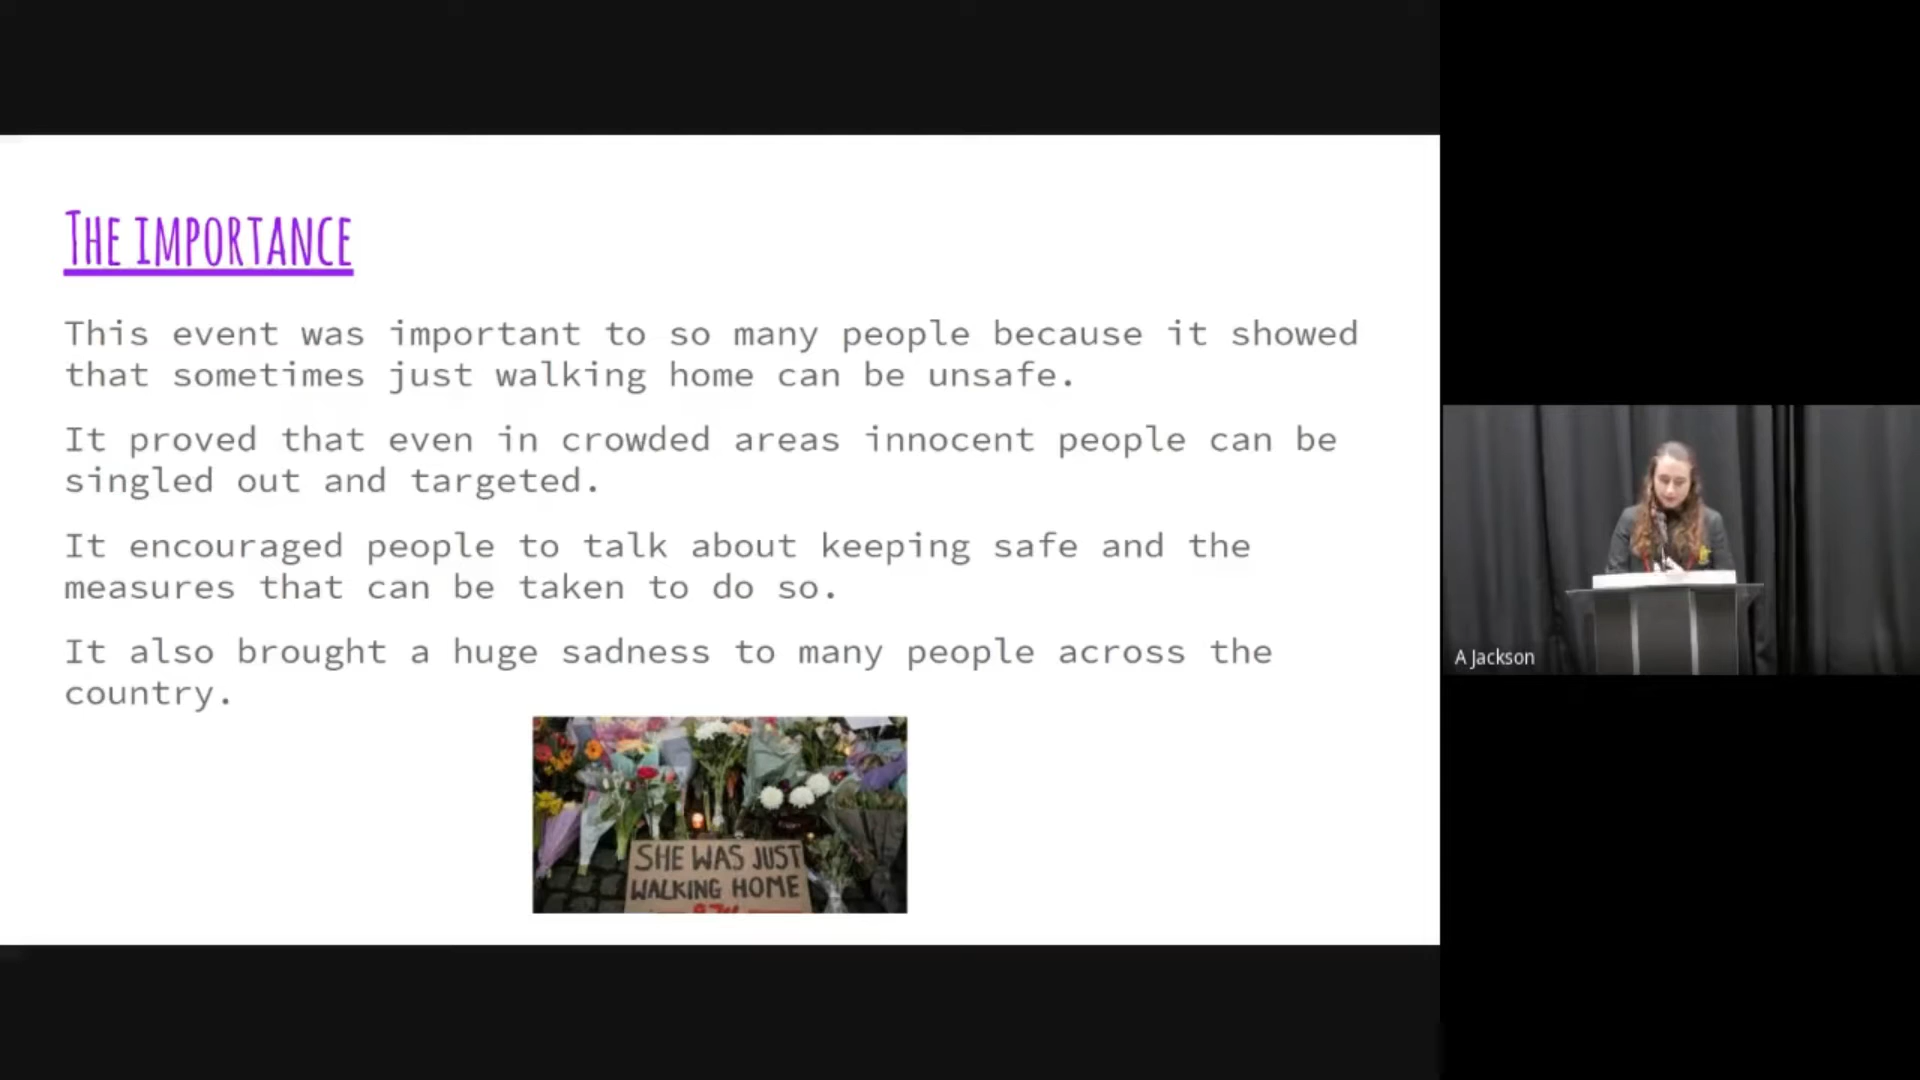 The importance
This event was important to so many people because it showed
that sometimes just walking home can be unsafe.
It proved that even in crowded areas innocent people can be
singled out and targeted.
It encouraged people to talk about keeping safe and the
measures that can be taken to do so.
It also brought a huge sadness to many people across the
country.
SHE WAS JUST
WALKING HOME
A Jackson